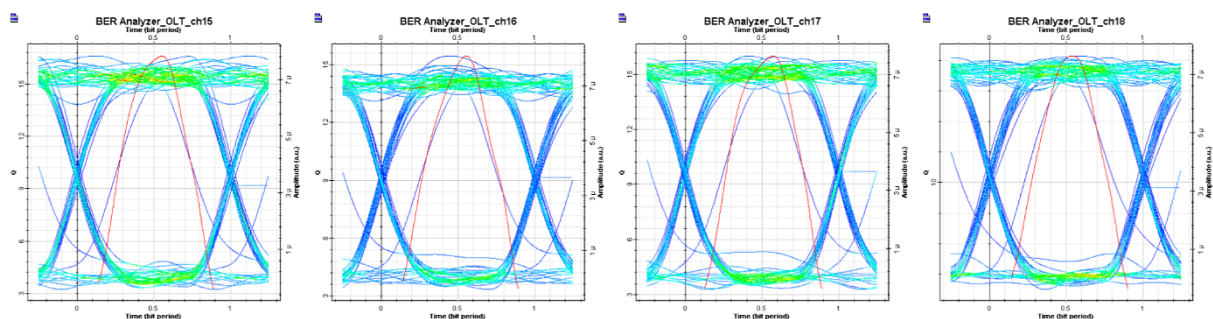 BER Analyzer_OLT_ch15
Time (bit period)
0 0.5 1
Q
15
12
9
6
3
Amplitude (a.u.)
7 µ
5 µ
3 µ
1 µ
0 0.5 1
Time (bit period)
BER Analyzer_OLT_ch16
Time (bit period)
0 0.5 1
Q
15
12
9
6
3
Amplitude (a.u.)
7 µ
5 µ
3 µ
1 µ
0 0.5 1
Time (bit period)
BER Analyzer_OLT_ch17
Time (bit period)
0 0.5 1
Q
15
12
9
6
3
Amplitude (a.u.)
7 µ
5 µ
3 µ
1 µ
0 0.5 1
Time (bit period)
BER Analyzer_OLT_ch18
Time (bit period)
0 0.5 1
Q
10
Amplitude (a.u.)
7 µ
5 µ
3 µ
1 µ
0 0.5 1
Time (bit period)